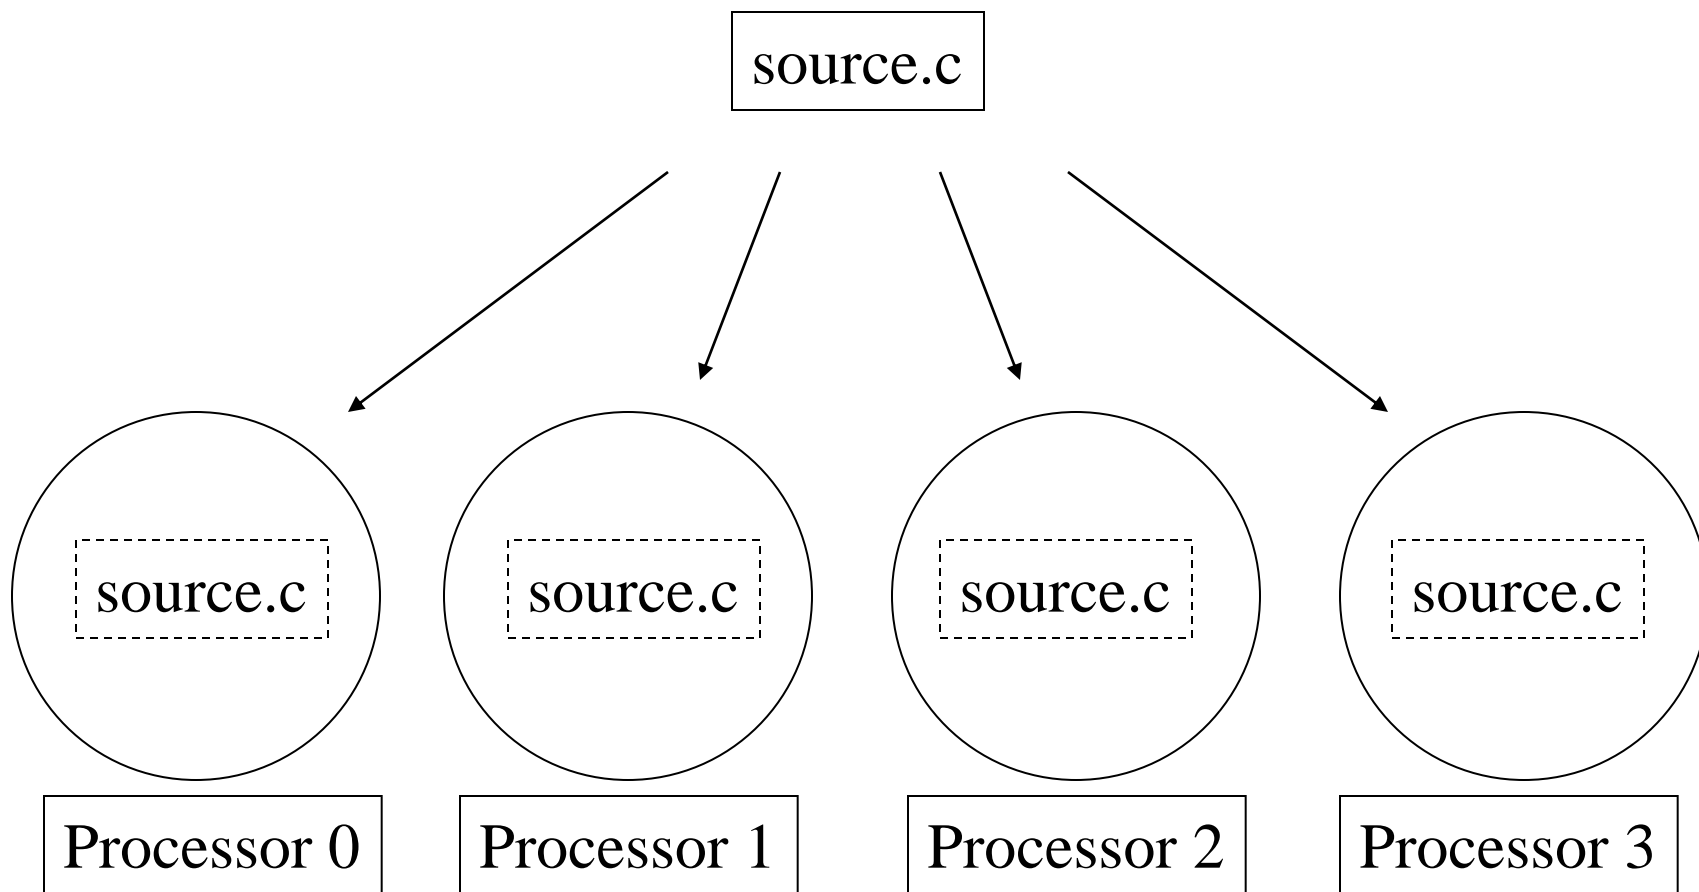 source.c
source.c
source.c
source.c
source.c
Processor 0
Processor 1
Processor 2
Processor 3